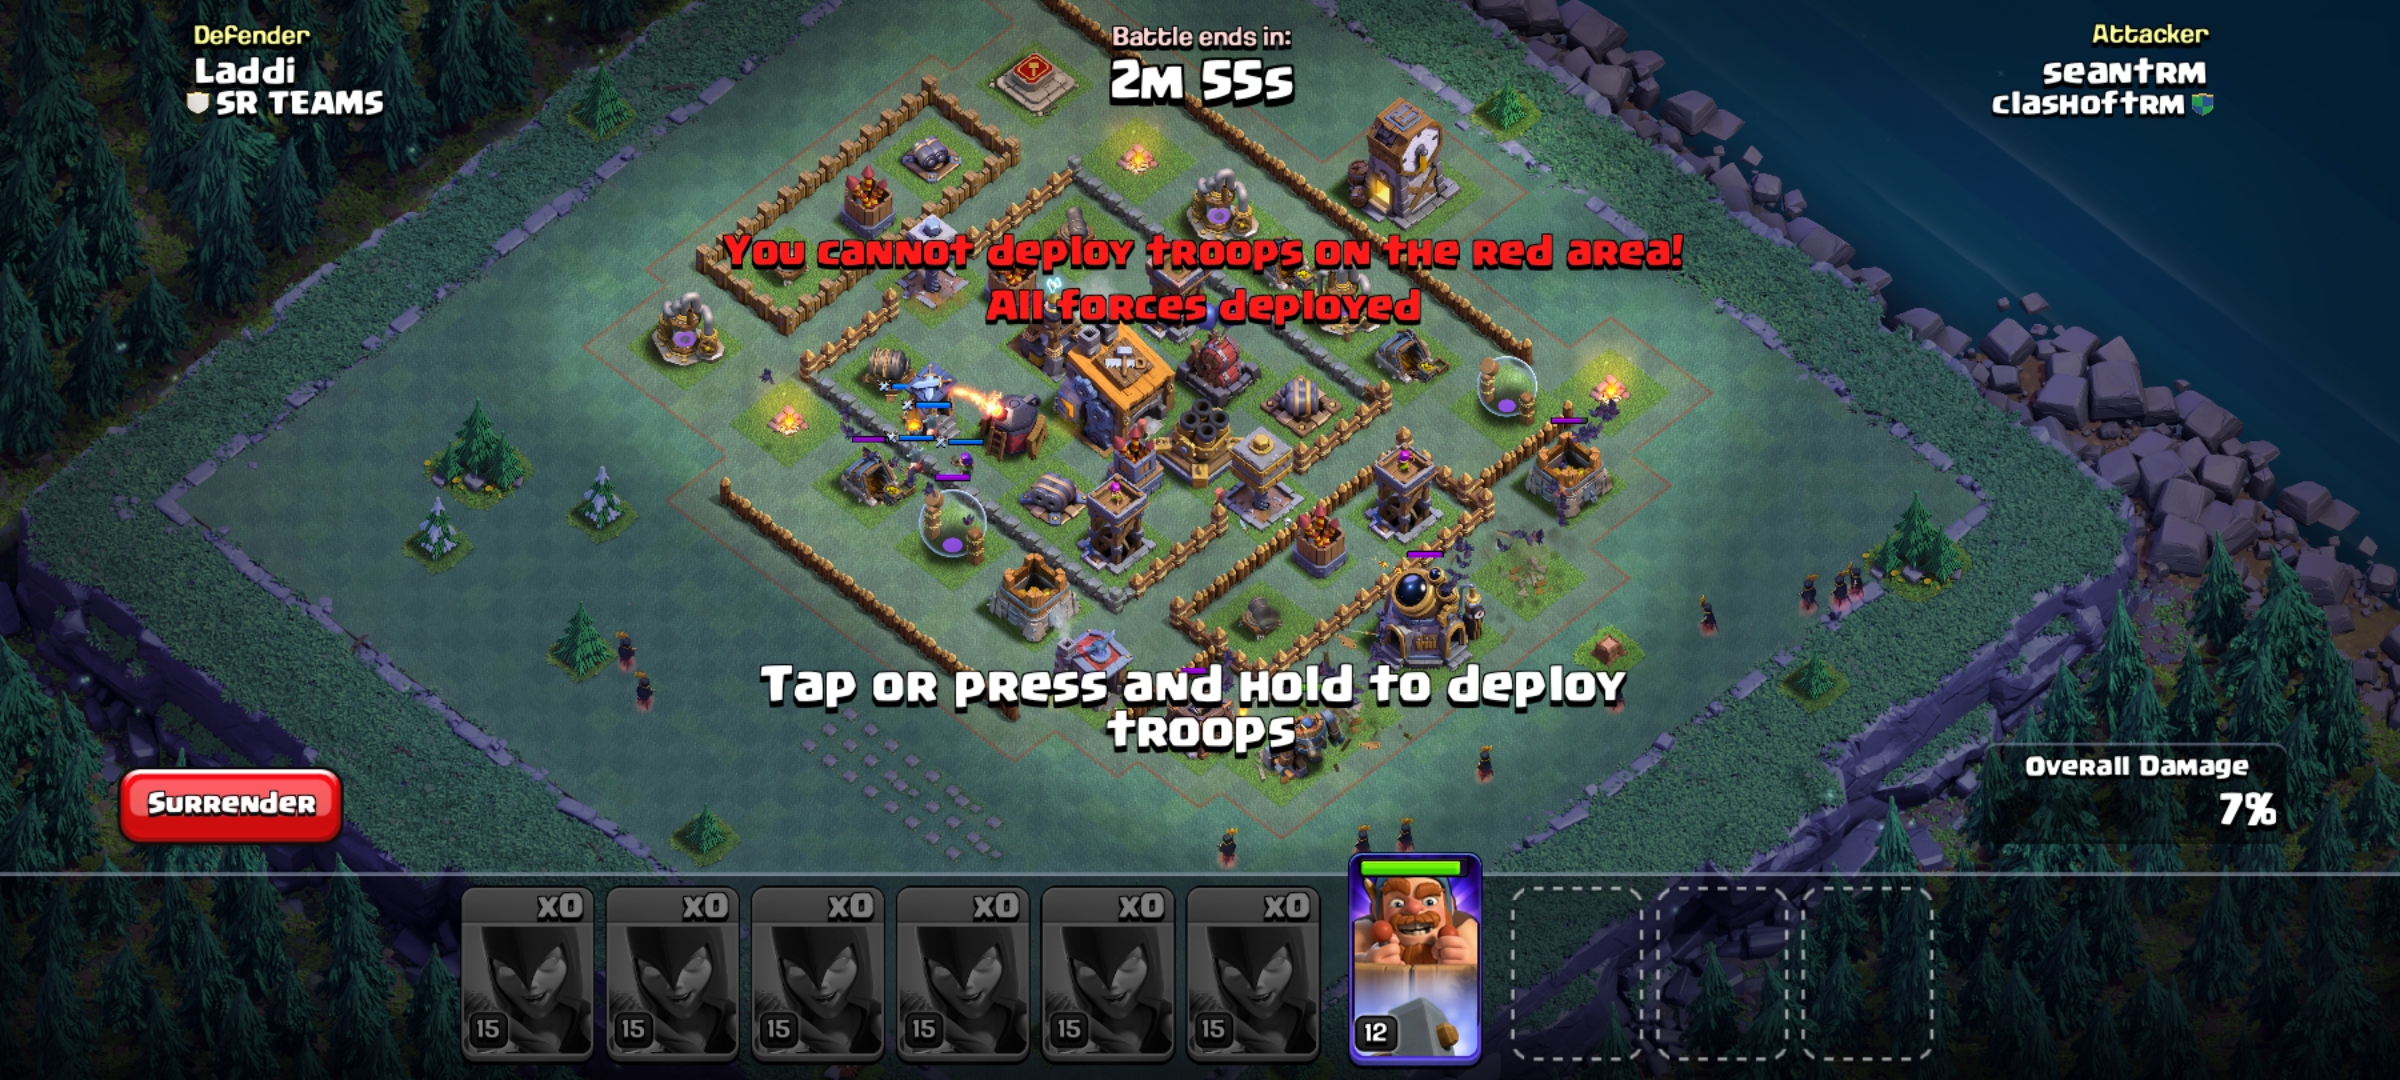 Defender
Laddi
SR TEAMS
Battle ends in:
2M 55s
Attacker
seantrm
clashoftrm
You cannot deploy troops on the red area!
All forces deployed
Tap or press and hold to deploy
troops
Surrender
Overall Damage
7%
x0
x0
x0
x0
x0
x0
15
15
15
15
15
15
12